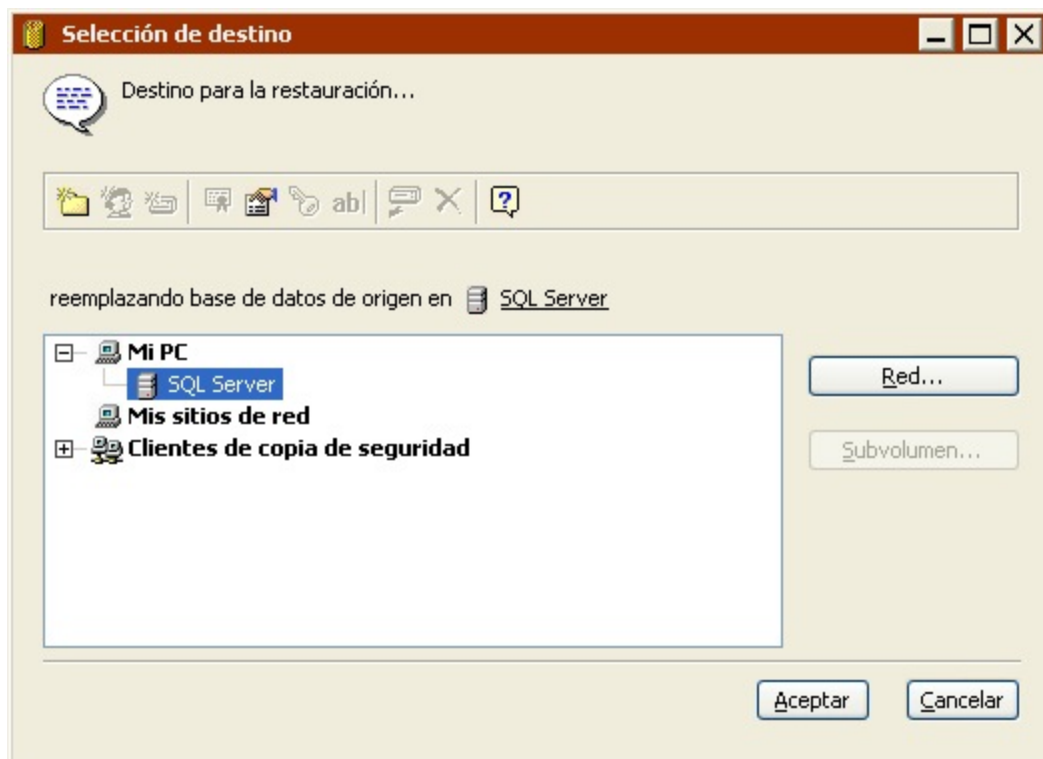 Selección de destino
Destino para la restauración...
ab|
reemplazando base de datos de origen en SQL Server
Mi PC
SQL Server
Mis sitios de red
Clientes de copia de seguridad
Red...
Subvolumen...
Aceptar
Cancelar